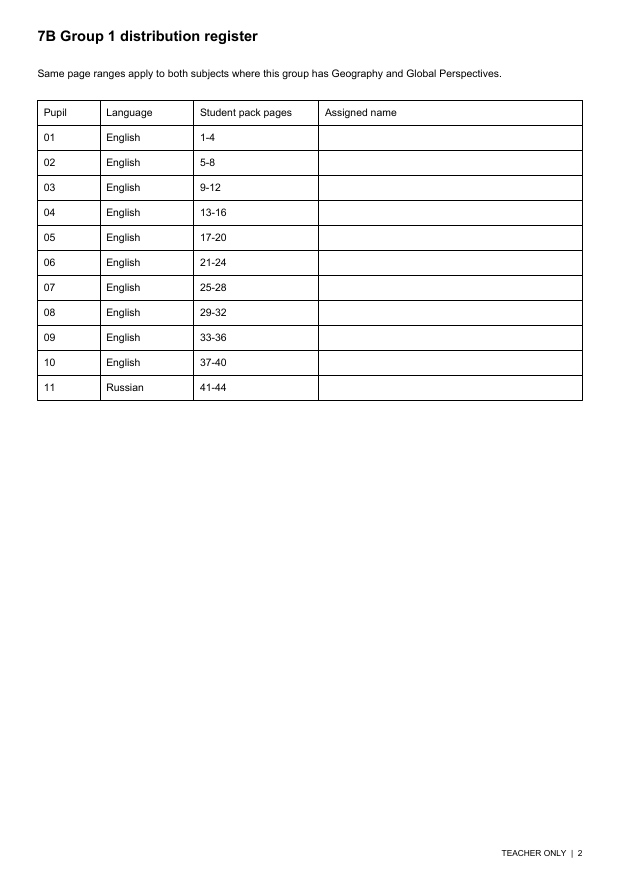 7B Group 1 distribution register
Same page ranges apply to both subjects where this group has Geography and Global Perspectives.
Pupil Language Student pack pages Assigned name
01 English 1-4
02 English 5-8
03 English 9-12
04 English 13-16
05 English 17-20
06 English 21-24
07 English 25-28
08 English 29-32
09 English 33-36
10 English 37-40
11 Russian 41-44
TEACHER ONLY | 2